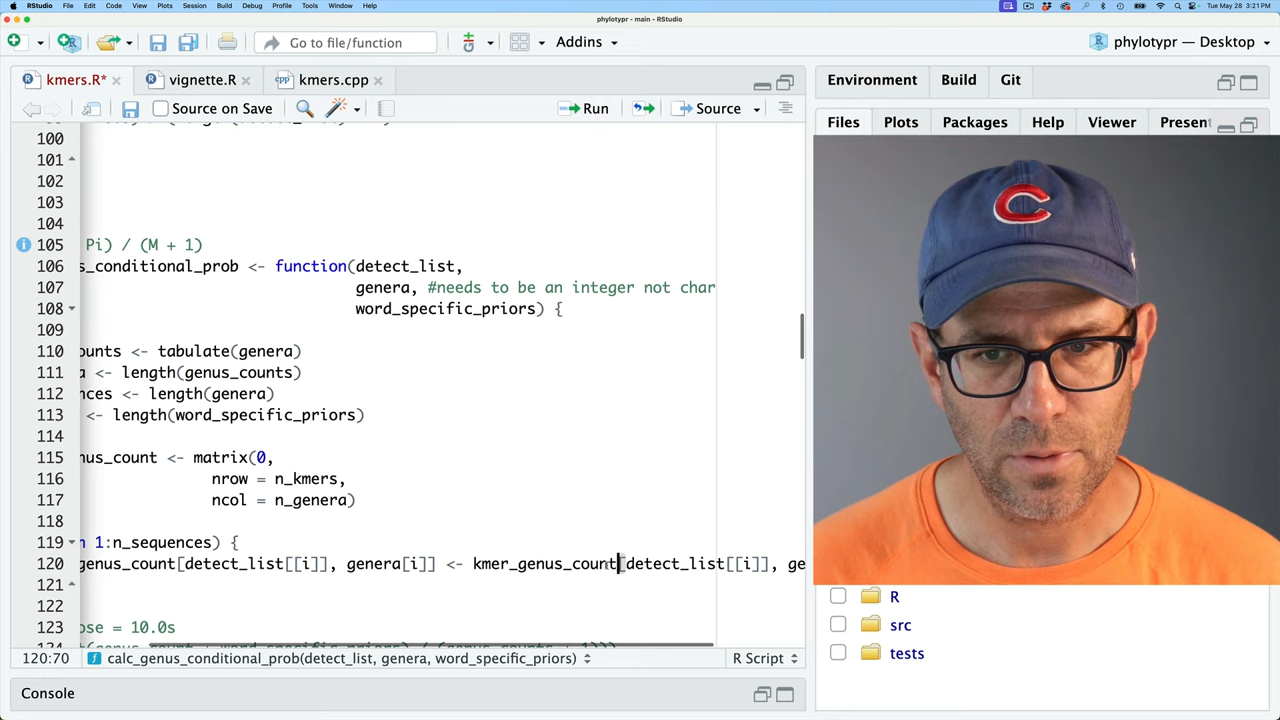 RStudio File Edit Code View Plots Session Build Debug Profile Tools Window Help Tue May 28 3:21PM
phylotypr - main - RStudio
Go to file/function Addins phylotypr — Desktop
kmers.R* vignette.R kmers.cpp
Source on Save Run Source
100
101
102
103
104
105 Pi) / (M + 1)
106 s_conditional_prob <- function(detect_list,
107 genera, #needs to be an integer not char
108 word_specific_priors) {
109
110 ounts <- tabulate(genera)
111 a <- length(genus_counts)
112 nces <- length(genera)
113 <- length(word_specific_priors)
114
115 nus_count <- matrix(0,
116 nrow = n_kmers,
117 ncol = n_genera)
118
119 n 1:n_sequences) {
120 genus_count[detect_list[[i]], genera[i]] <- kmer_genus_count[detect_list[[i]], ge
121
122
123 ose = 10.0s
120:70 calc_genus_conditional_prob(detect_list, genera, word_specific_priors) R Script
Console
Environment Build Git
Files Plots Packages Help Viewer Present
C
R
src
tests